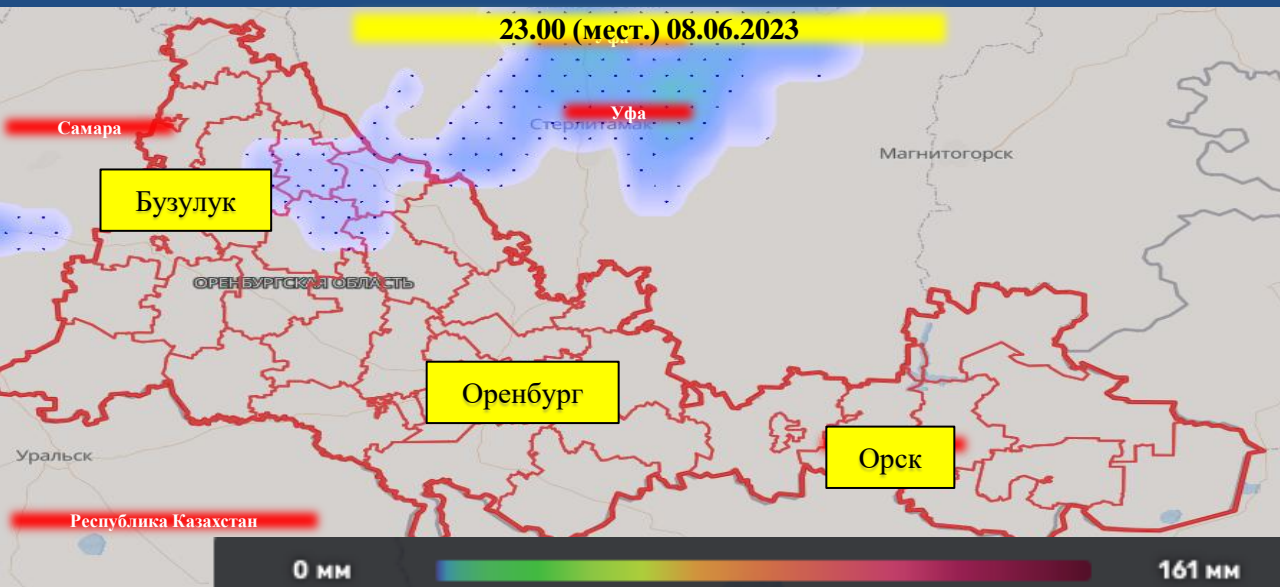 23.00 (мест.) 08.06.2023
Самара
Уфа
Стерлитамак
Магнитогорск
Бузулук
ОРЕНБУРГСКАЯ ОБЛАСТЬ
Оренбург
Орск
Уральск
Республика Казахстан
0 мм
161 мм